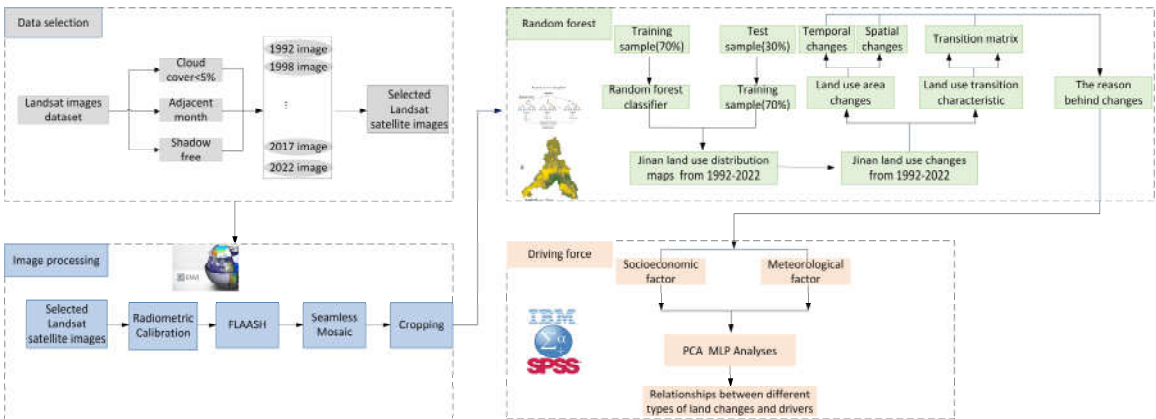 Data selection
Landsat images
dataset
Cloud
cover<5%
Adjacent
month
Shadow
free
1992 image
1998 image
2017 image
2022 image
Selected
Landsat
satellite images
Image processing
ENVI
Selected
Landsat
satellite images
Radiometric
Calibration
FLAASH
Seamless
Mosaic
Cropping
Random forest
Training
sample(70%)
Test
sample(30%)
Temporal
changes
Spatial
changes
Transition matrix
Random forest
classifier
Training
sample(70%)
Land use area
changes
Land use transition
characteristic
The reason
behind changes
Jinan land use distribution
maps from 1992-2022
Jinan land use changes
from 1992-2022
Driving force
Socioeconomic
factor
Meteorological
factor
IBM
Σα
SPSS
PCA MLP Analyses
Relationships between different
types of land changes and drivers